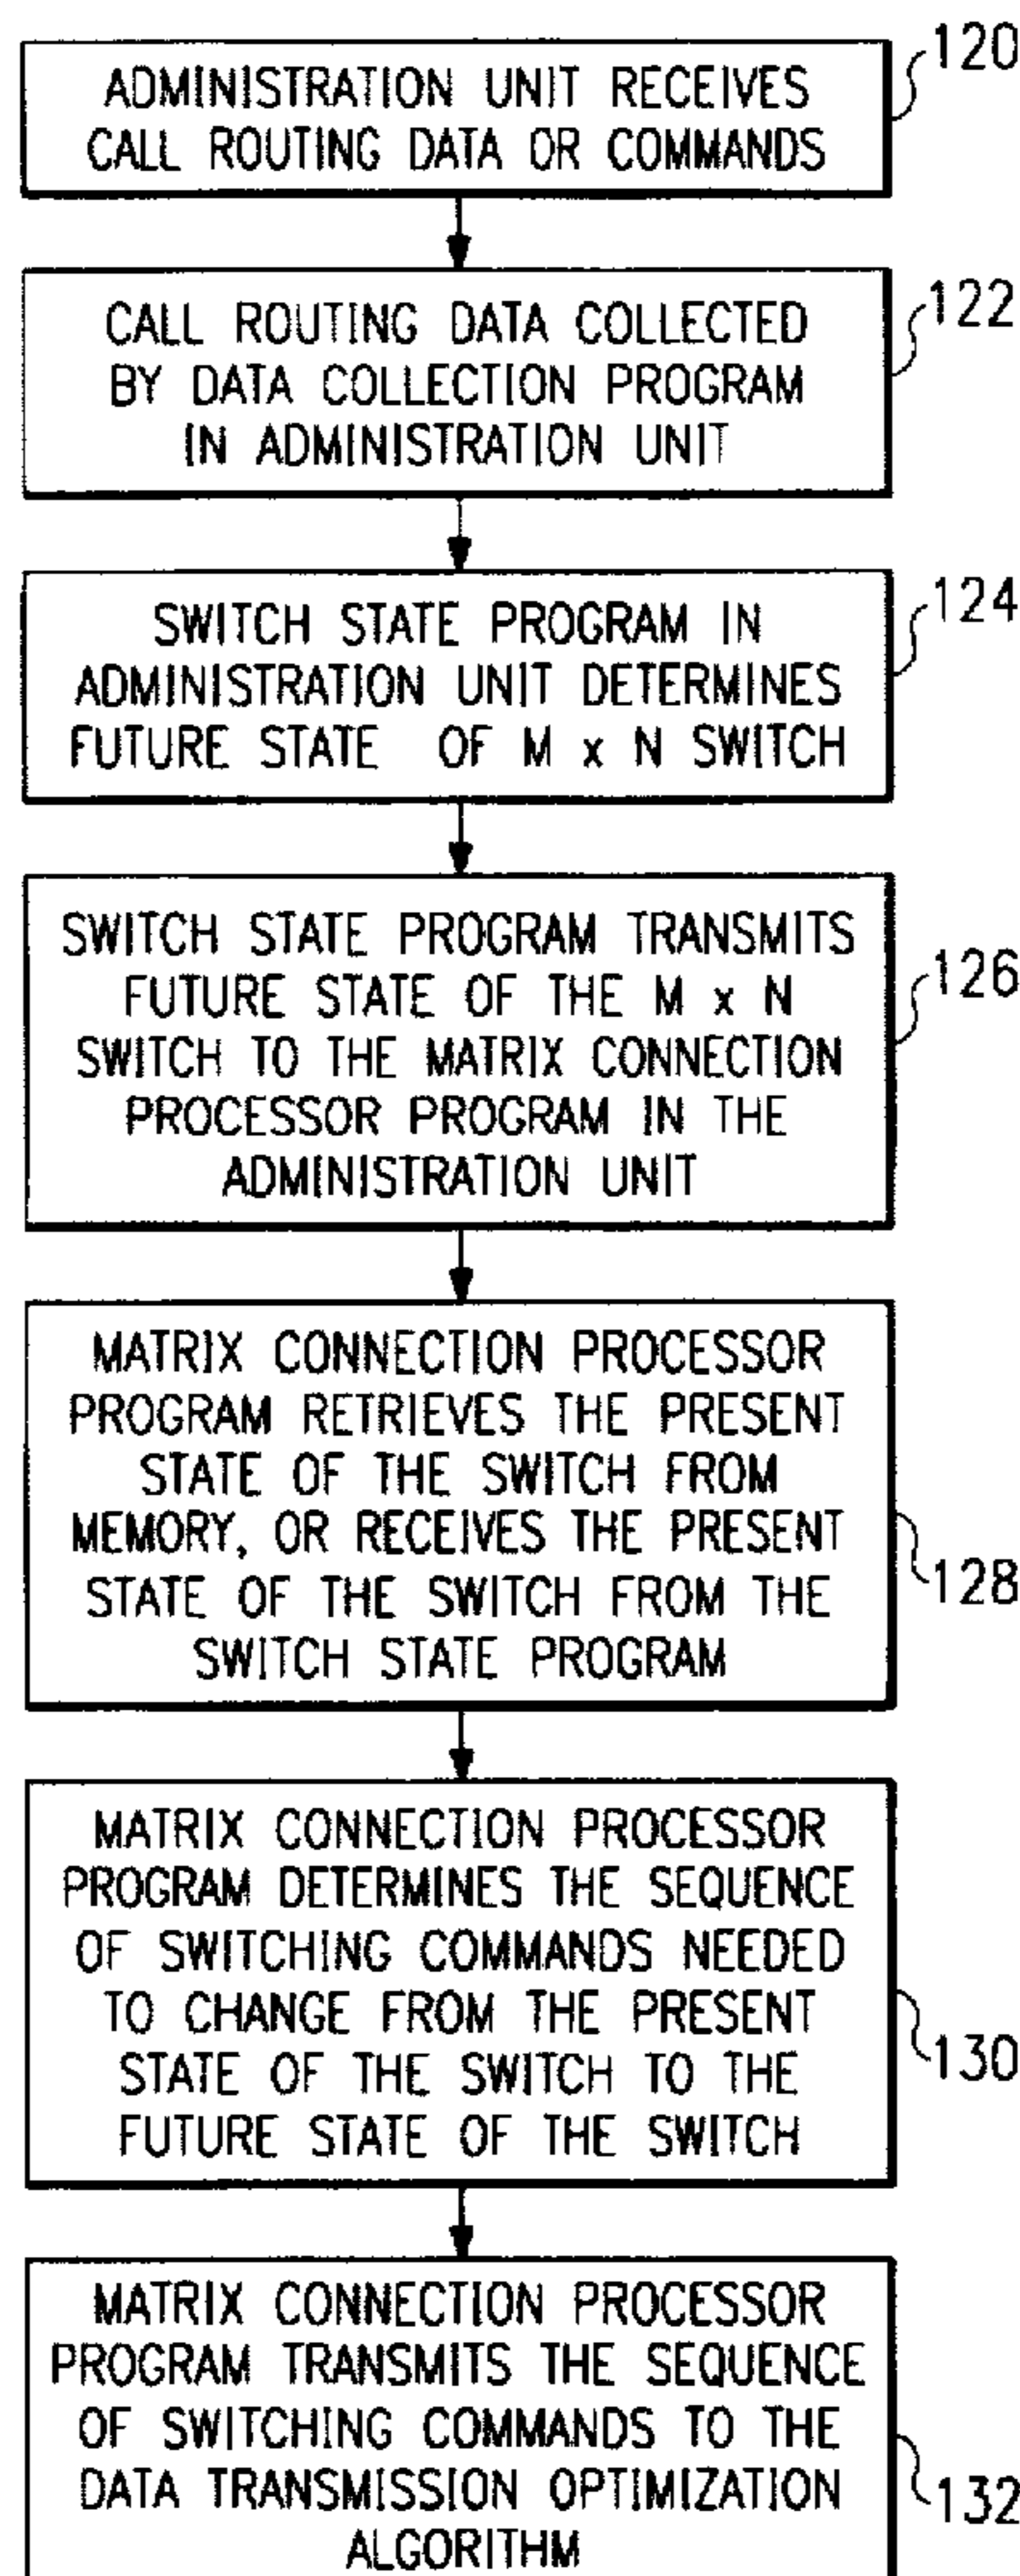 120
ADMINISTRATION UNIT RECEIVES
CALL ROUTING DATA OR COMMANDS
122
CALL ROUTING DATA COLLECTED
BY DATA COLLECTION PROGRAM
IN ADMINISTRATION UNIT
124
SWITCH STATE PROGRAM IN
ADMINISTRATION UNIT DETERMINES
FUTURE STATE OF M x N SWITCH
126
SWITCH STATE PROGRAM TRANSMITS
FUTURE STATE OF THE M x N
SWITCH TO THE MATRIX CONNECTION
PROCESSOR PROGRAM IN THE
ADMINISTRATION UNIT
MATRIX CONNECTION PROCESSOR
PROGRAM RETRIEVES THE PRESENT
STATE OF THE SWITCH FROM
MEMORY, OR RECEIVES THE PRESENT
STATE OF THE SWITCH FROM THE
SWITCH STATE PROGRAM
128
MATRIX CONNECTION PROCESSOR
PROGRAM DETERMINES THE SEQUENCE
OF SWITCHING COMMANDS NEEDED
TO CHANGE FROM THE PRESENT
STATE OF THE SWITCH TO THE
FUTURE STATE OF THE SWITCH
130
MATRIX CONNECTION PROCESSOR
PROGRAM TRANSMITS THE SEQUENCE
OF SWITCHING COMMANDS TO THE
DATA TRANSMISSION OPTIMIZATION
ALGORITHM
132